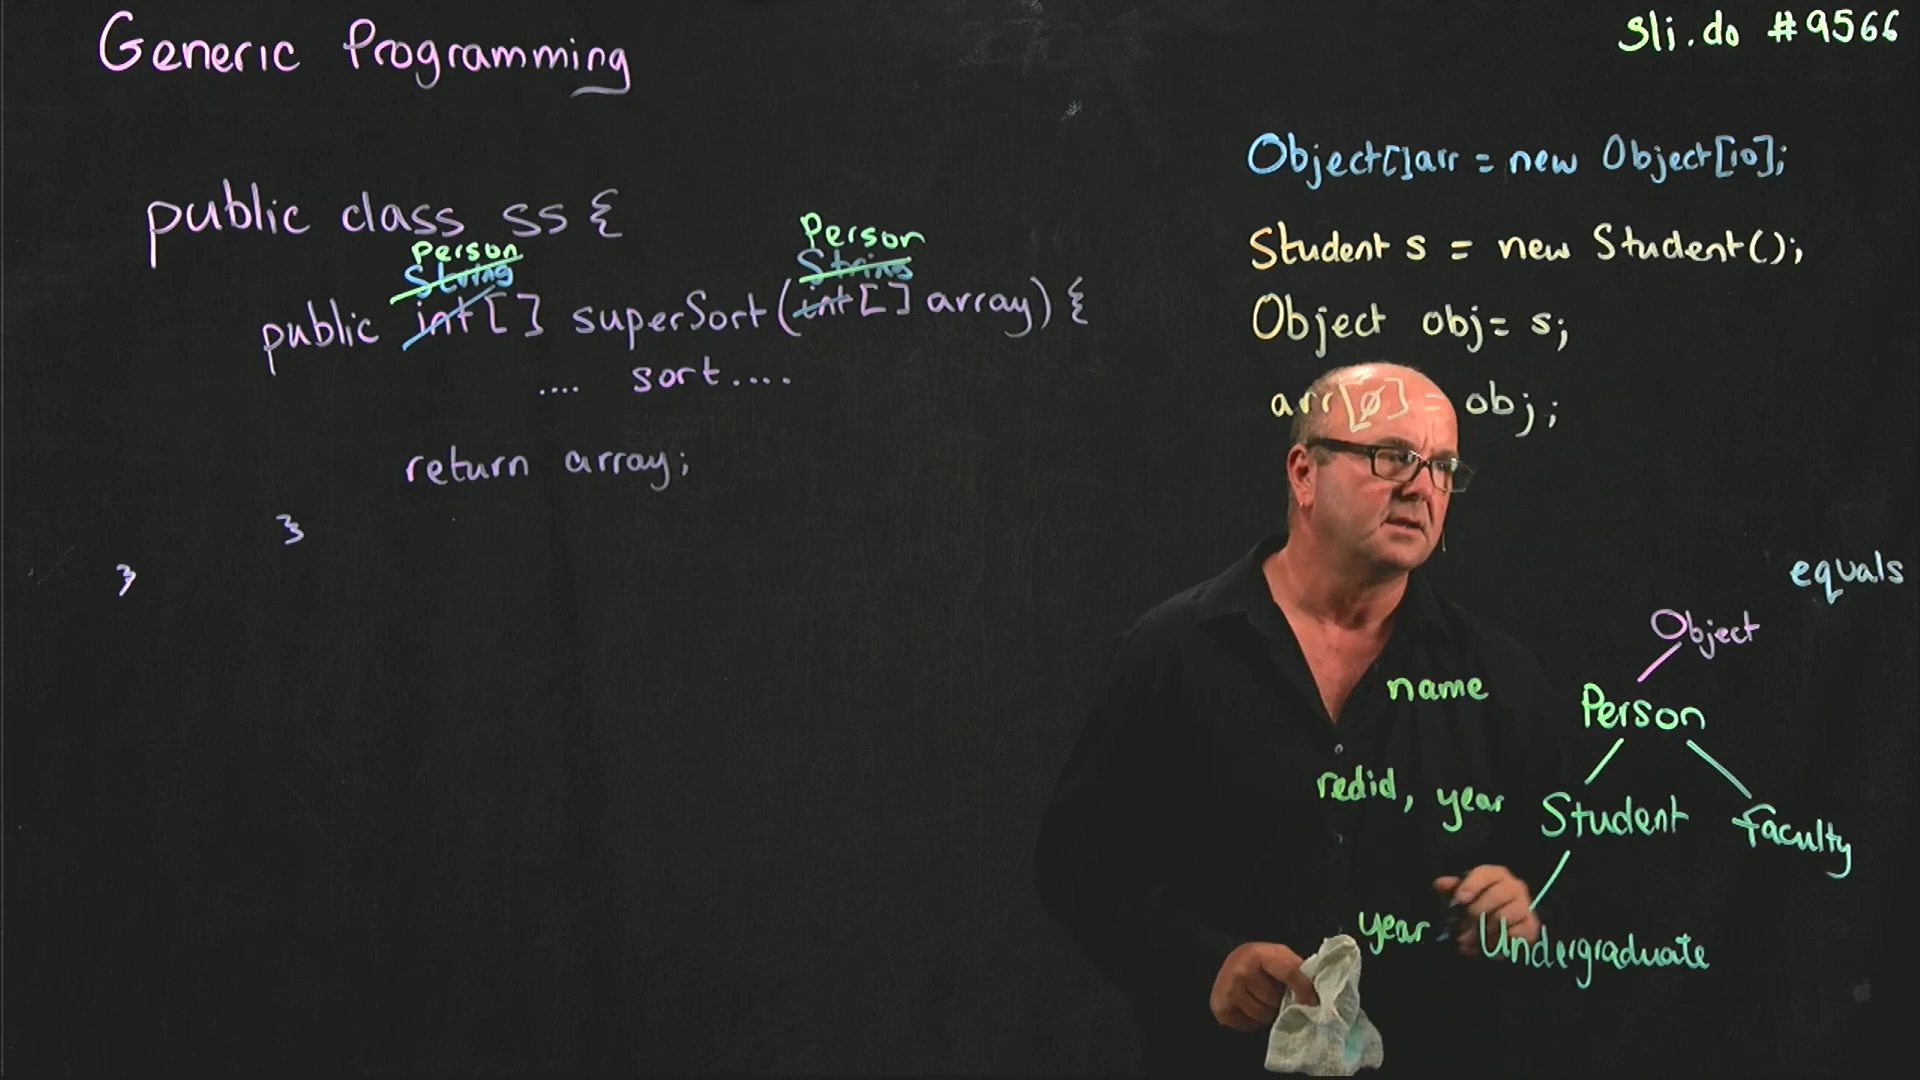 Generic Programming
sli.do #9566
public class ss {
Person Person
String String
public int[] superSort(int[] array) {
.... sort....
return array;
}
}
Object[]arr = new Object[10];
Student s = new Student();
Object obj= s;
arr[0] = obj;
equals
Object
name Person
redid, year Student Faculty
year Undergraduate